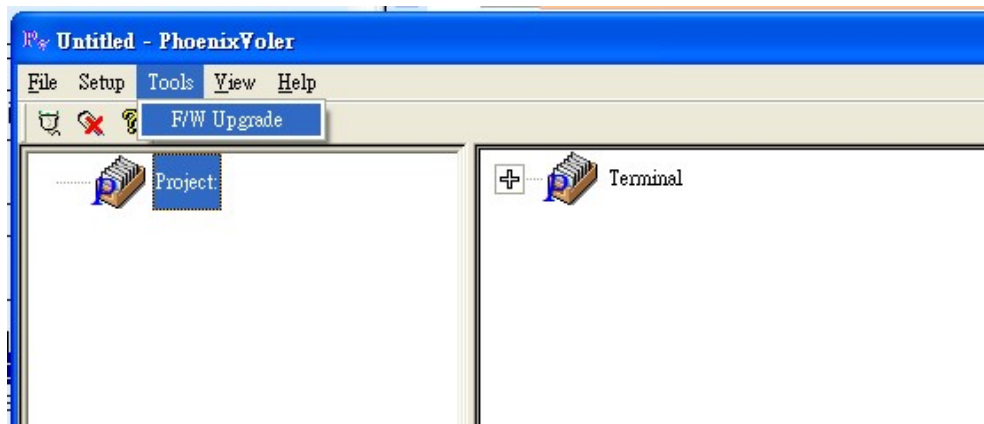 Untitled - PhoenixVoler
File Setup Tools View Help
F/W Upgrade
Project:
Terminal